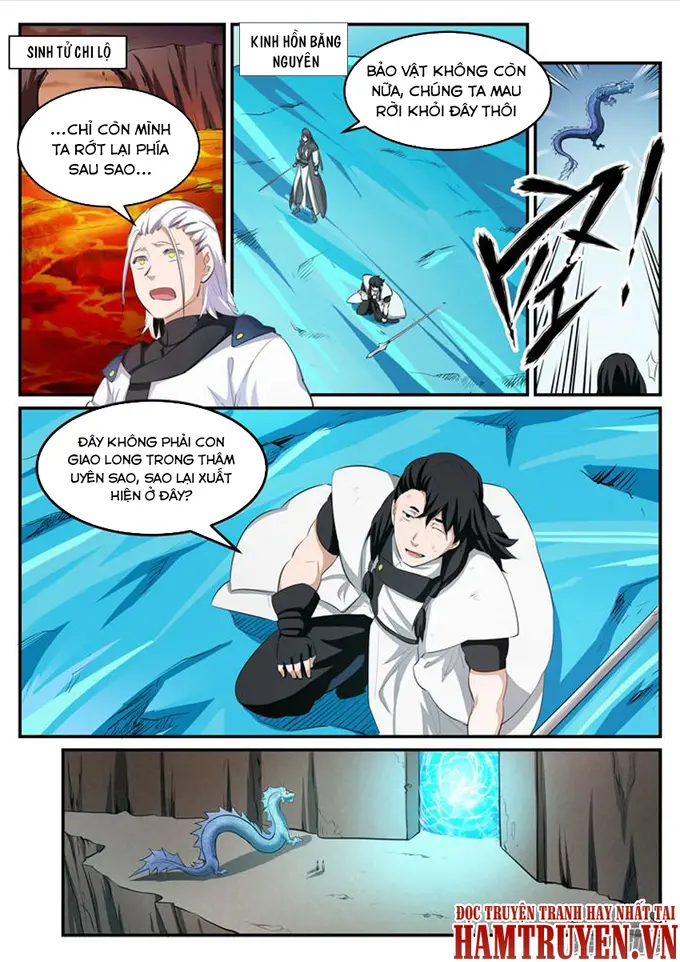 SINH TỬ CHI LỘ
KINH HỒN BĂNG
NGUYÊN
...CHỈ CÒN MÌNH
TA RỚT LẠI PHÍA
SAU SAO...
BẢO VẬT KHÔNG CÒN
NỮA, CHÚNG TA MAU
RỜI KHỎI ĐÂY THÔI
ĐÂY KHÔNG PHẢI CON
GIAO LONG TRONG THÂM
UYÊN SAO, SAO LẠI XUẤT
HIỆN Ở ĐÂY?
ĐỌC TRUYỆN TRANH HAY NHẤT TẠI
HAMTRUYEN.VN